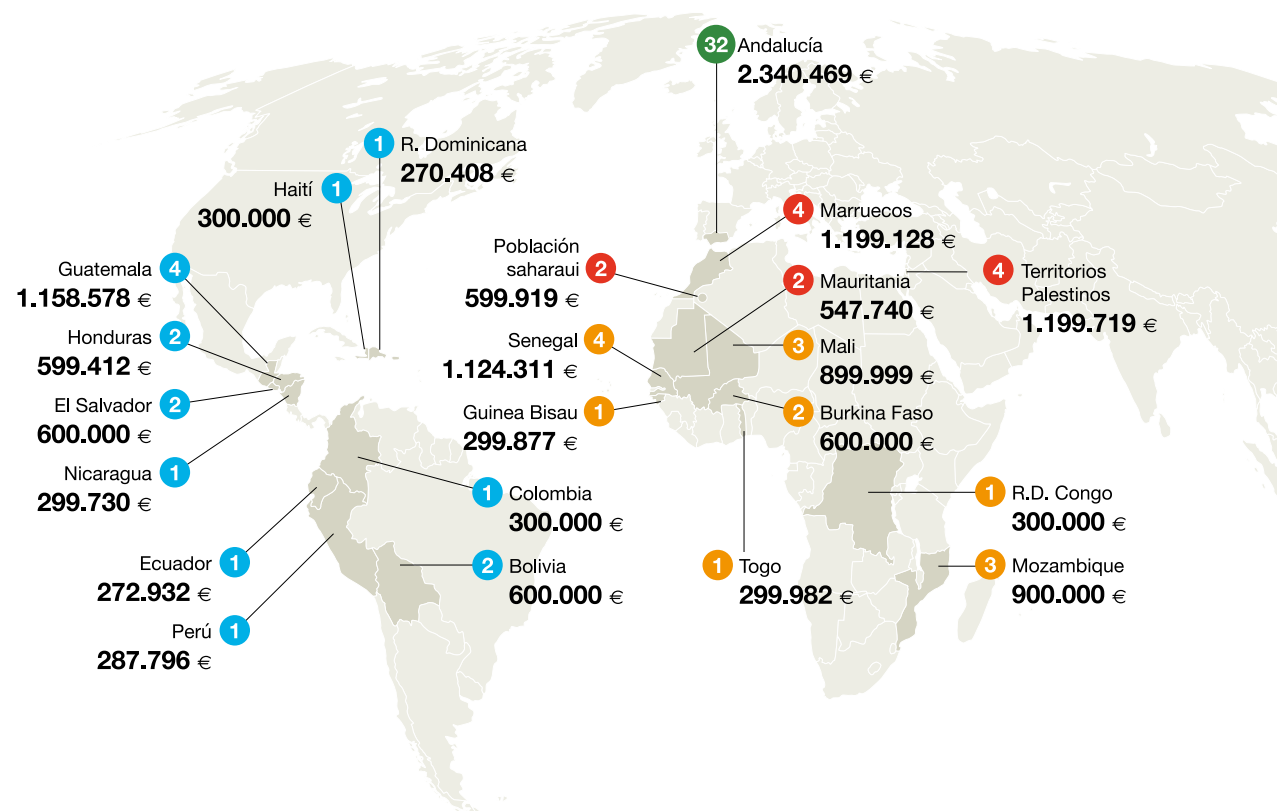 32 Andalucía
2.340.469 €
1 R. Dominicana
270.408 €
Haití 1
300.000 €
Guatemala 4
1.158.578 €
Honduras 2
599.412 €
El Salvador 2
600.000 €
Nicaragua 1
299.730 €
Ecuador 1
272.932 €
Perú 1
287.796 €
1 Colombia
300.000 €
2 Bolivia
600.000 €
Población
saharaui 2
599.919 €
Senegal 4
1.124.311 €
Guinea Bisau 1
299.877 €
4 Marruecos
1.199.128 €
2 Mauritania
547.740 €
3 Mali
899.999 €
2 Burkina Faso
600.000 €
4 Territorios
Palestinos
1.199.719 €
1 Togo
299.982 €
1 R.D. Congo
300.000 €
3 Mozambique
900.000 €